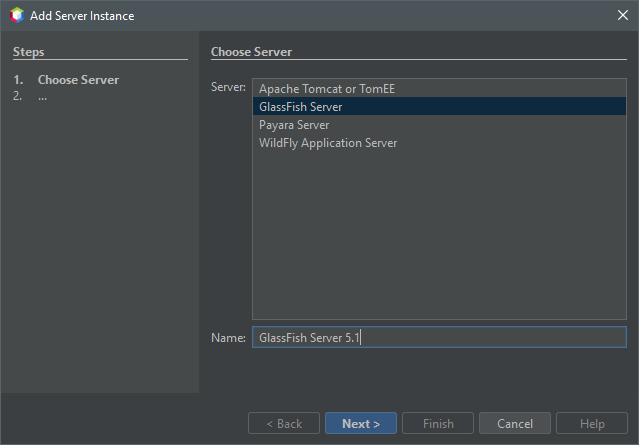 Add Server Instance
Steps
1. Choose Server
2. ...
Choose Server
Server:
Apache Tomcat or TomEE
GlassFish Server
Payara Server
WildFly Application Server
Name: GlassFish Server 5.1
< Back Next > Finish Cancel Help